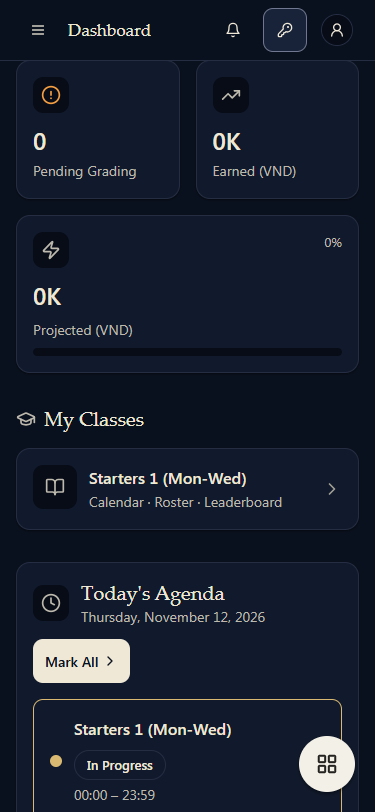 Dashboard
0
Pending Grading
0K
Earned (VND)
0%
0K
Projected (VND)
My Classes
Starters 1 (Mon-Wed)
Calendar · Roster · Leaderboard
Today's Agenda
Thursday, November 12, 2026
Mark All
Starters 1 (Mon-Wed)
In Progress
00:00 – 23:59